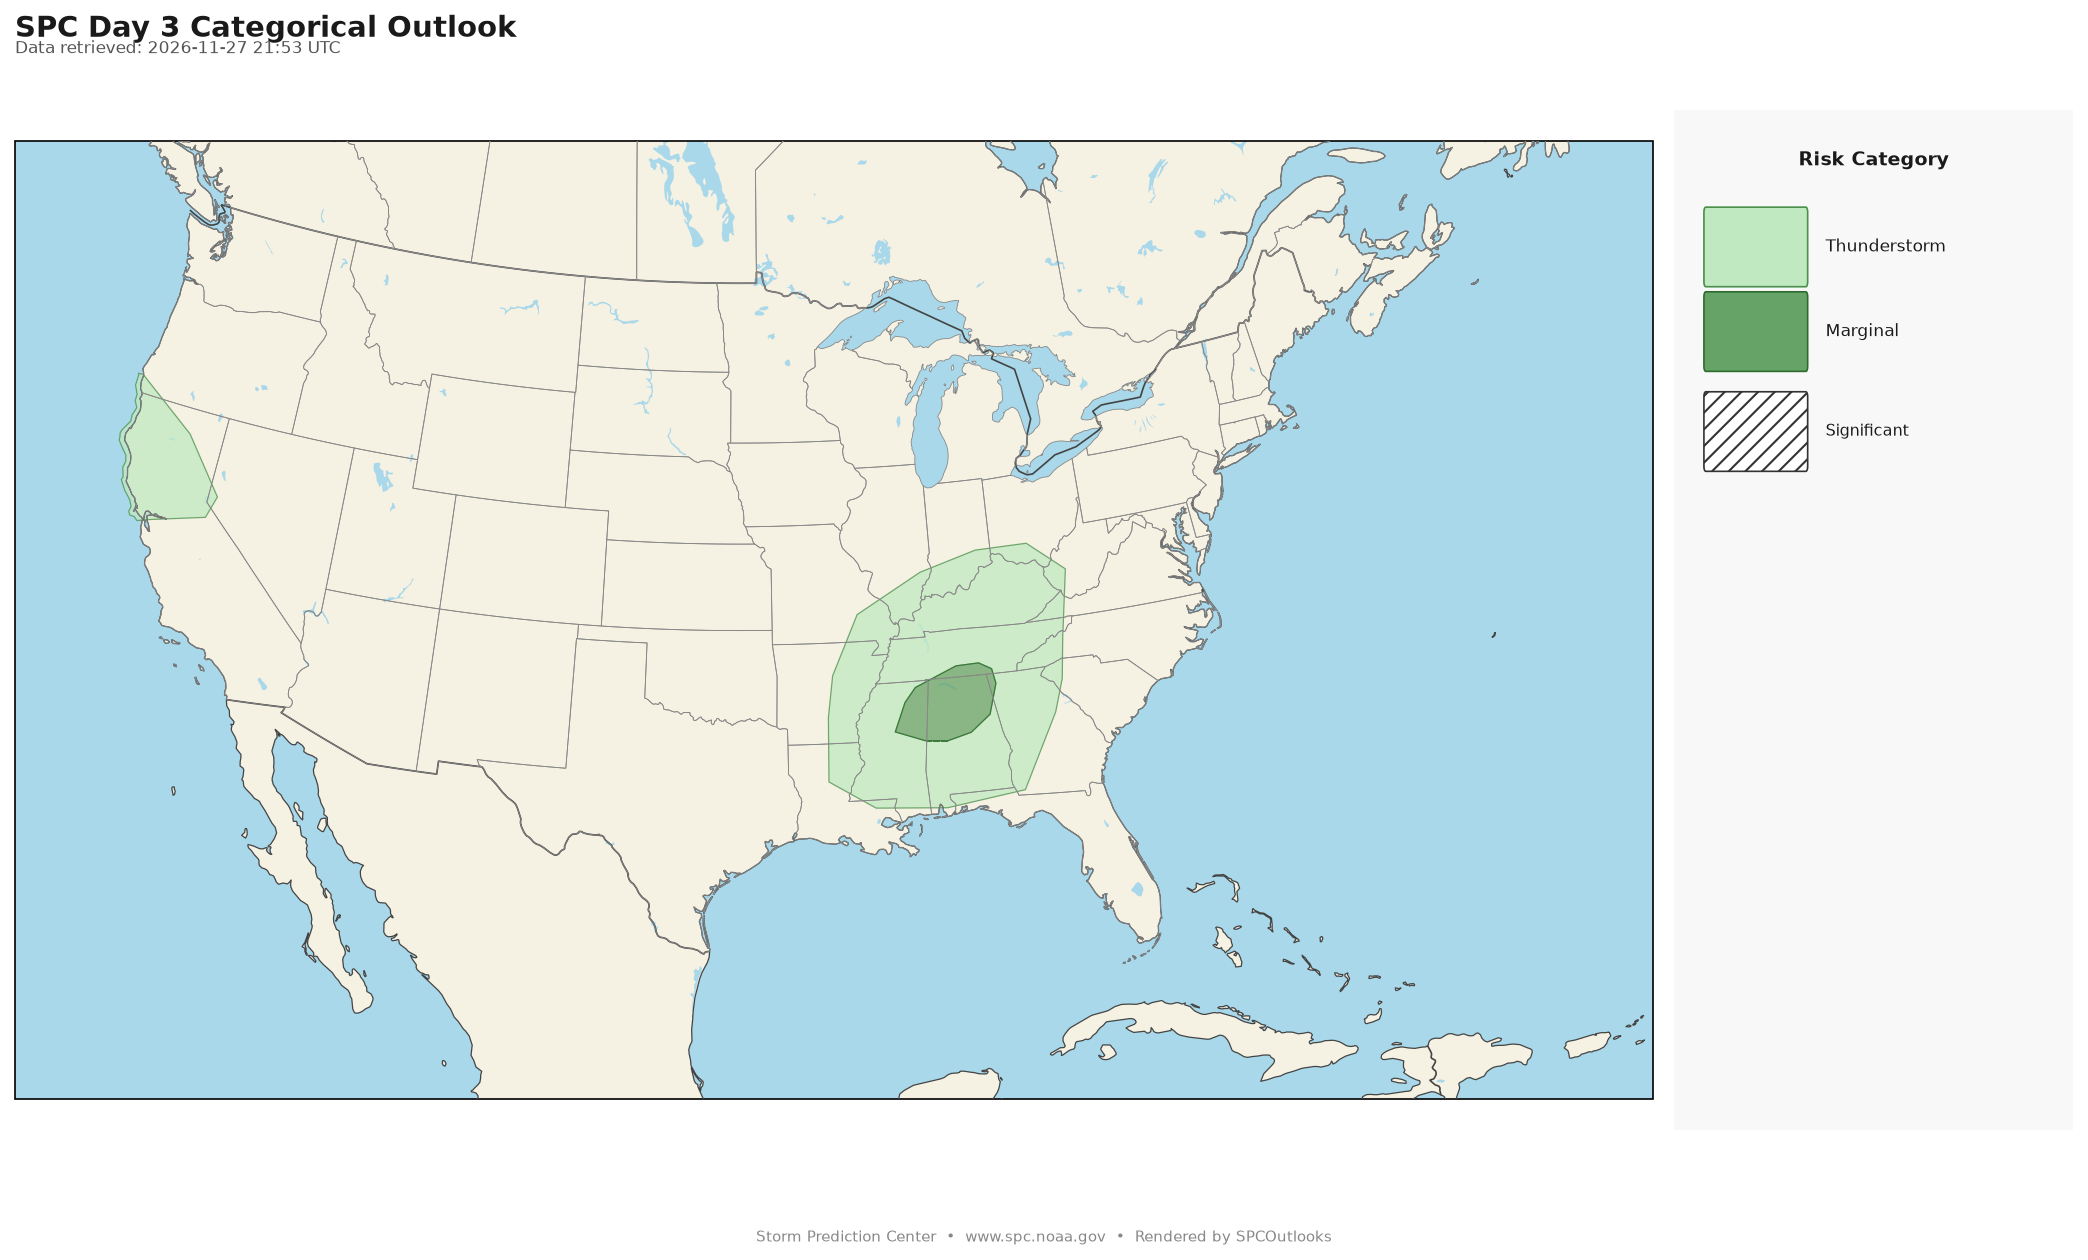 SPC Day 3 Categorical Outlook
Data retrieved: 2026-11-27 21:53 UTC
Risk Category
Thunderstorm
Marginal
Significant
Storm Prediction Center • www.spc.noaa.gov • Rendered by SPCOutlooks